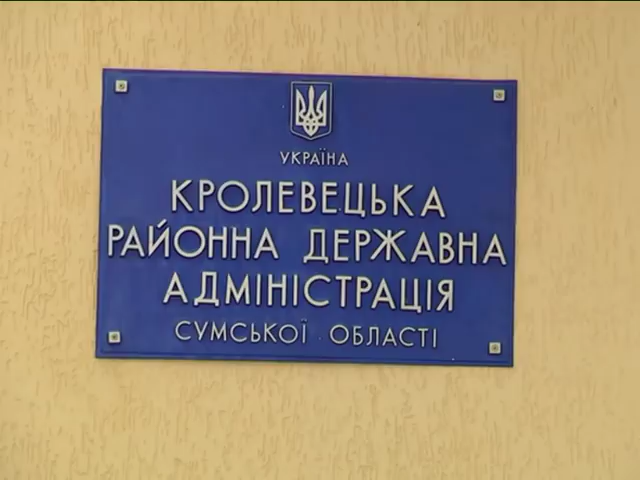 УКРАЇНА
КРОЛЕВЕЦЬКА
РАЙОННА ДЕРЖАВНА
АДМІНІСТРАЦІЯ
СУМСЬКОЇ ОБЛАСТІ